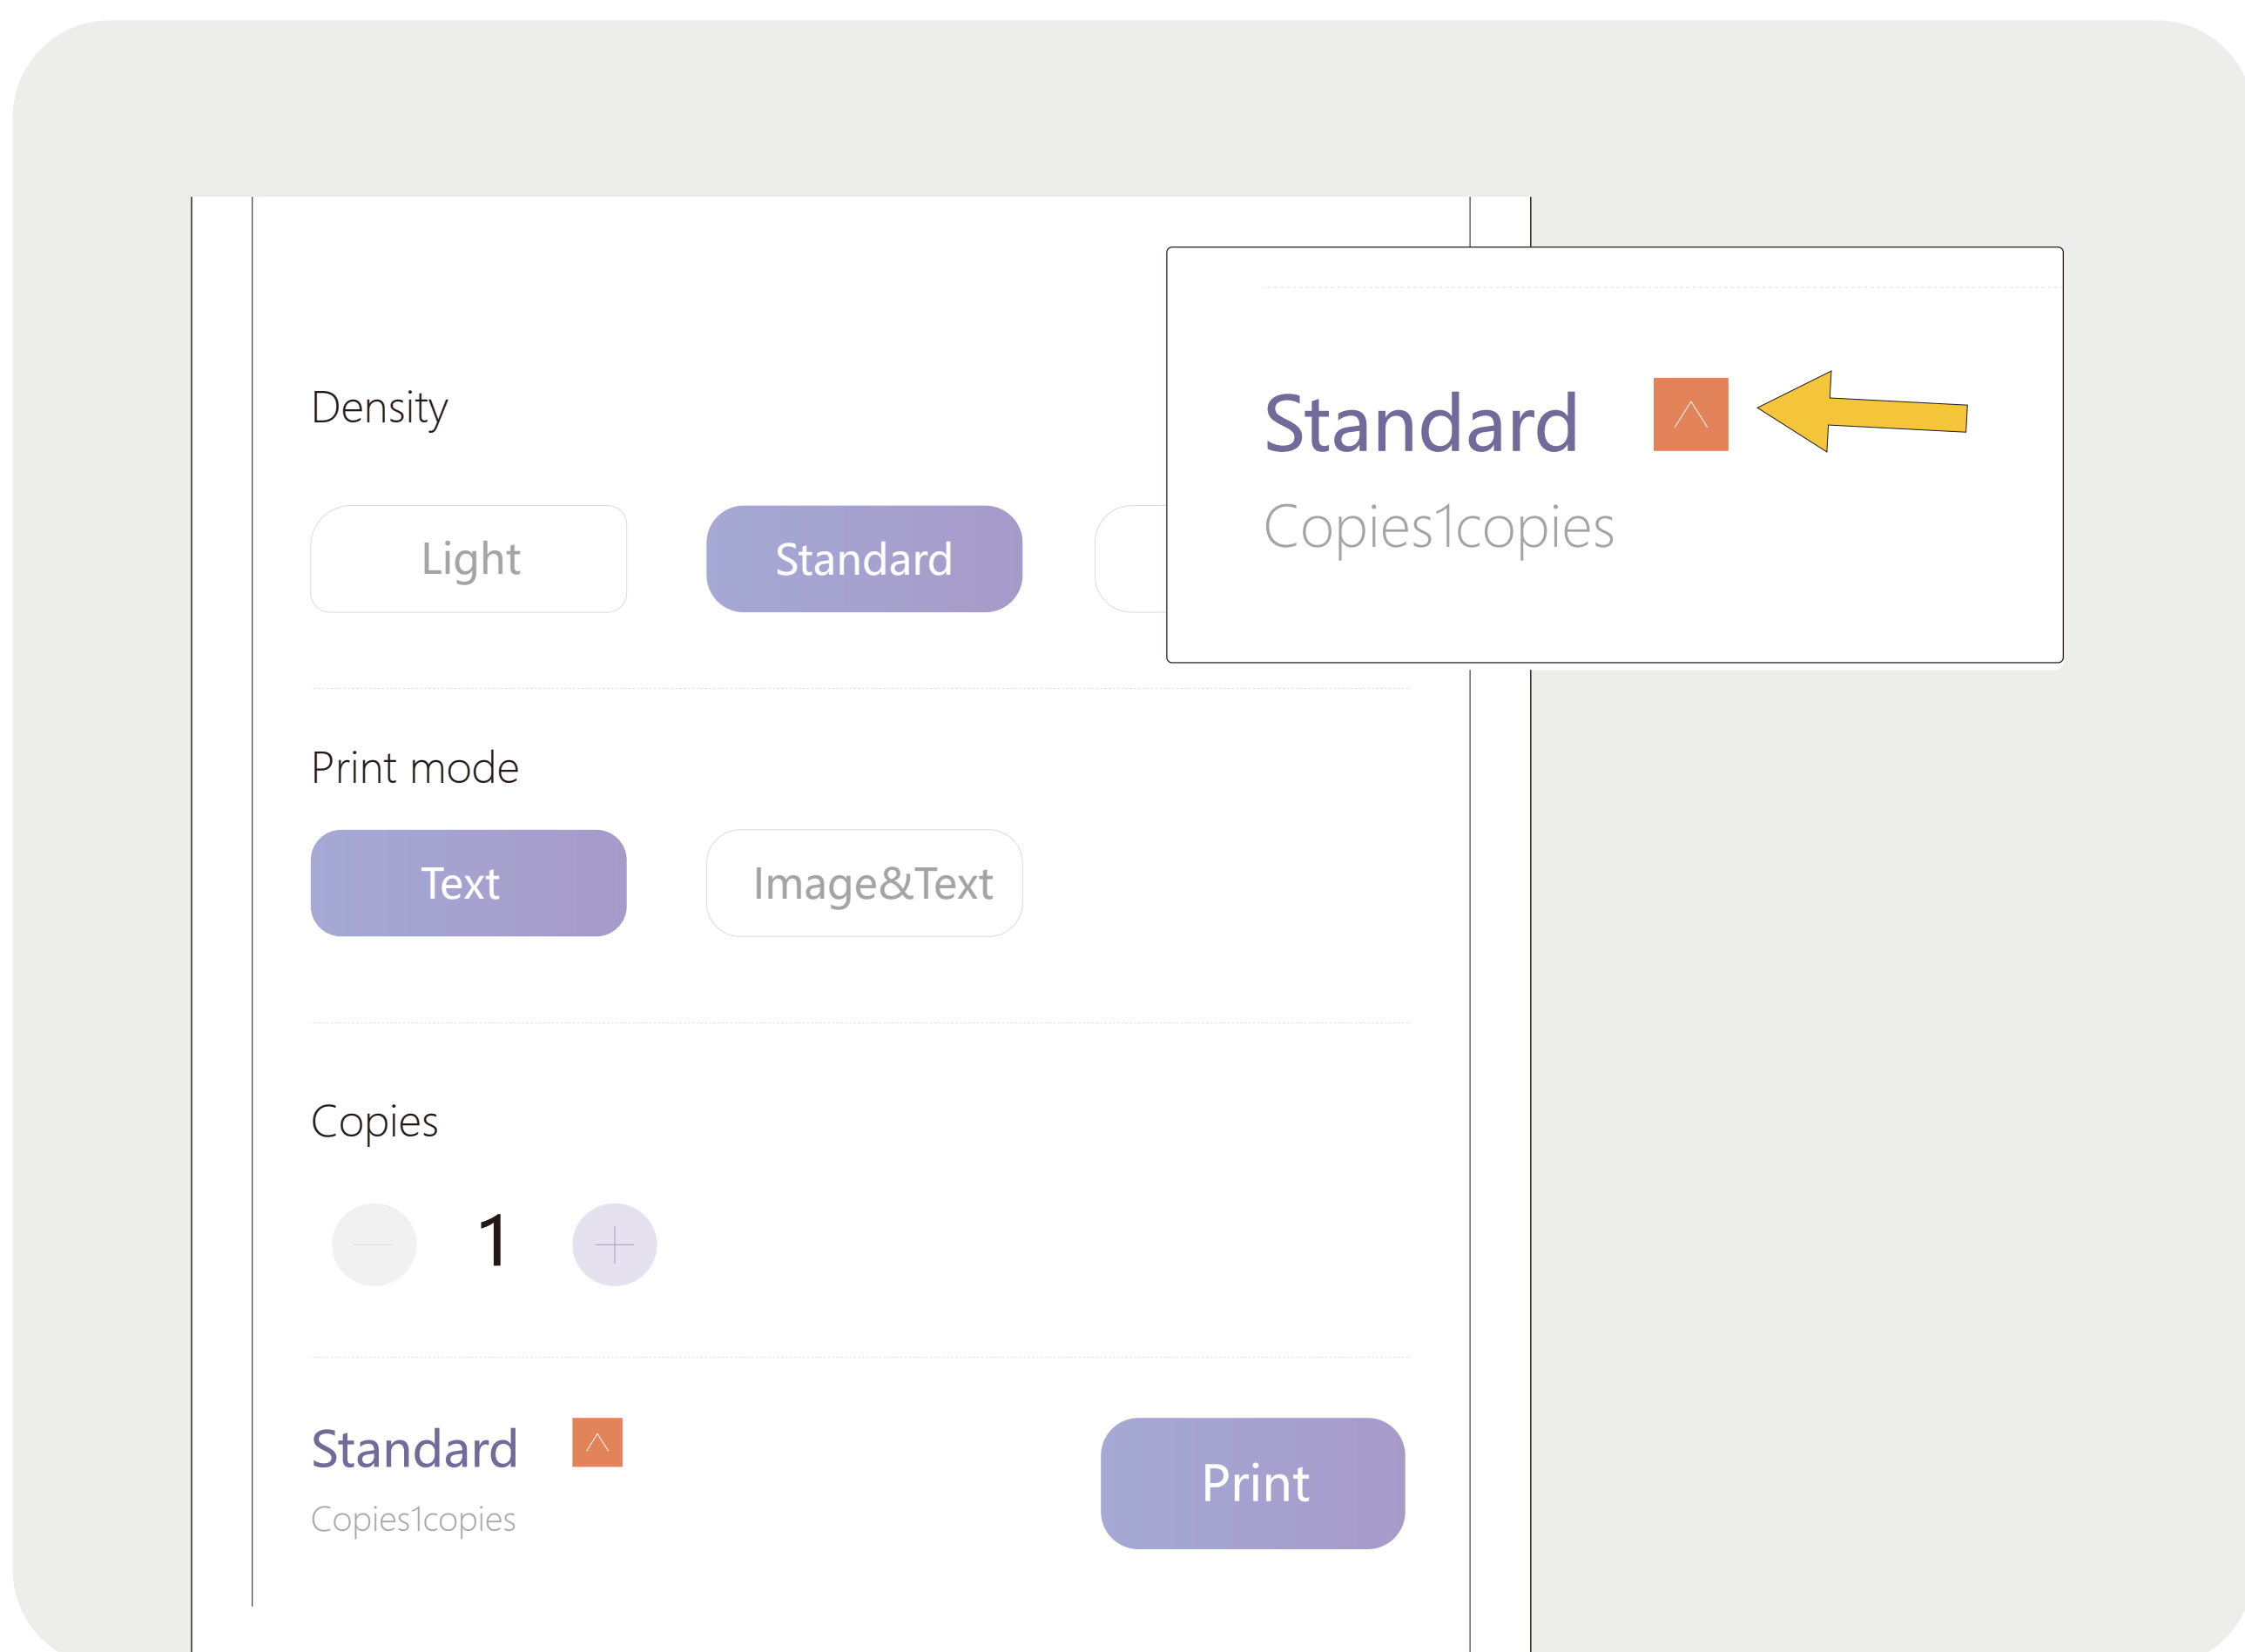 Density
Light
Standard
Standard
Copies1copies
Print mode
Text
Image&Text
Copies
1
Standard
Copies1copies
Print